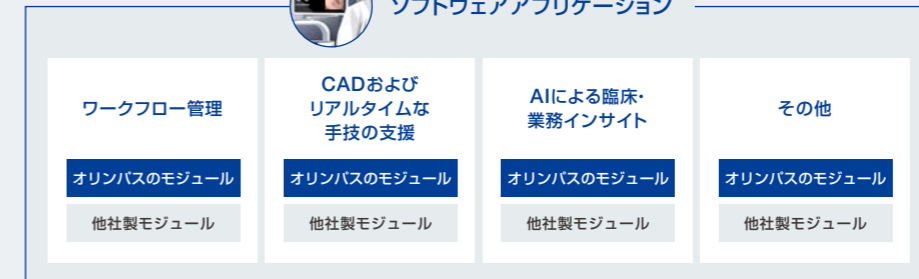 ソフトウェアアプリケーション
ワークフロー管理
オリンパスのモジュール
他社製モジュール
CADおよび
リアルタイムな
手技の支援
オリンパスのモジュール
他社製モジュール
AIによる臨床・
業務インサイト
オリンパスのモジュール
他社製モジュール
その他
オリンパスのモジュール
他社製モジュール